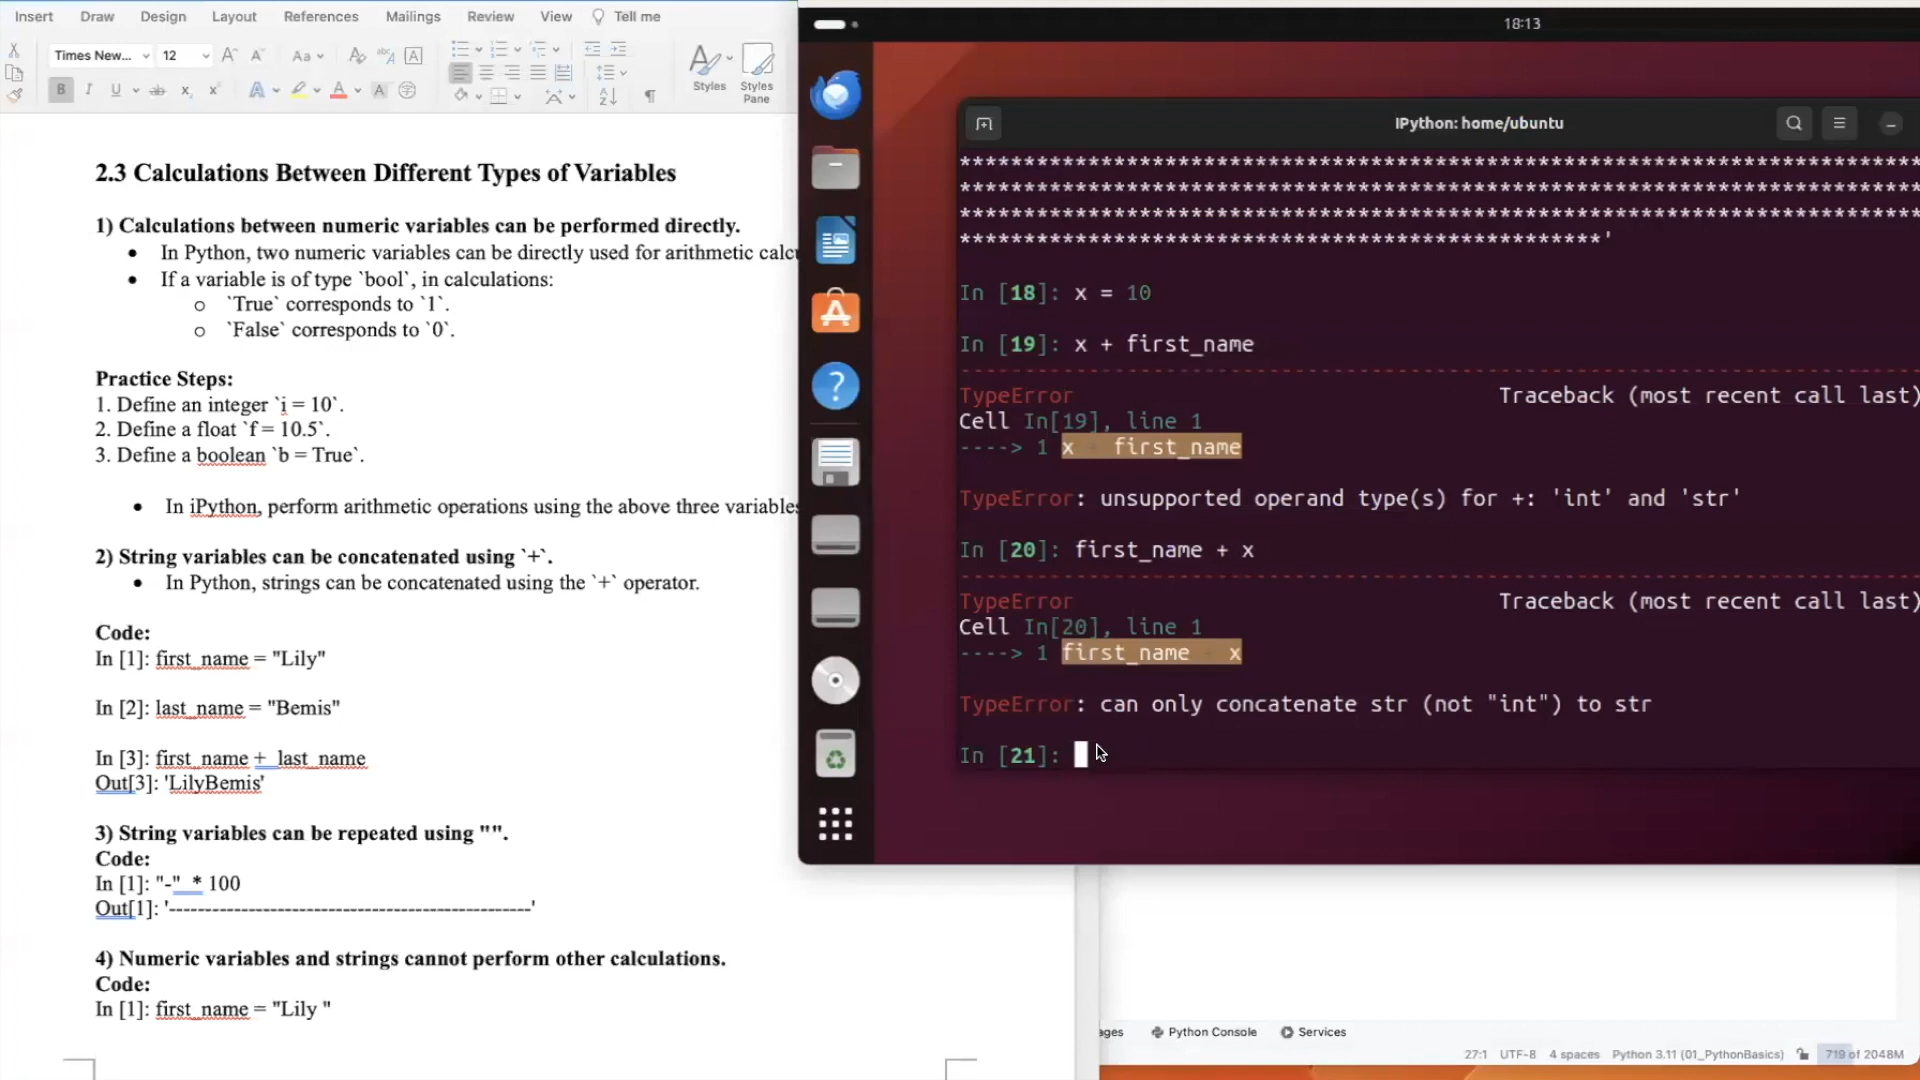 Insert Draw Design Layout References Mailings Review View Tell me
Times New... 12 Aa
Styles Styles Pane
2.3 Calculations Between Different Types of Variables
1) Calculations between numeric variables can be performed directly.
• In Python, two numeric variables can be directly used for arithmetic calcu
• If a variable is of type `bool`, in calculations:
o `True` corresponds to `1`.
o `False` corresponds to `0`.
Practice Steps:
1. Define an integer `i = 10`.
2. Define a float `f = 10.5`.
3. Define a boolean `b = True`.
• In iPython, perform arithmetic operations using the above three variables
2) String variables can be concatenated using `+`.
• In Python, strings can be concatenated using the `+` operator.
Code:
In [1]: first_name = "Lily"
In [2]: last_name = "Bemis"
In [3]: first_name + last_name
Out[3]: 'LilyBemis'
3) String variables can be repeated using "".
Code:
In [1]: "-" * 100
Out[1]: '--------------------------------------------------'
4) Numeric variables and strings cannot perform other calculations.
Code:
In [1]: first_name = "Lily "
18:13
IPython: home/ubuntu
***************************************************************************
***************************************************************************
***************************************************************************
**************************************************'
In [18]: x = 10
In [19]: x + first_name
TypeError Traceback (most recent call last)
Cell In[19], line 1
----> 1 x + first_name
TypeError: unsupported operand type(s) for +: 'int' and 'str'
In [20]: first_name + x
TypeError Traceback (most recent call last)
Cell In[20], line 1
----> 1 first_name + x
TypeError: can only concatenate str (not "int") to str
In [21]:
ages Python Console Services
27:1 UTF-8 4 spaces Python 3.11 (01_PythonBasics) 719 of 2048M